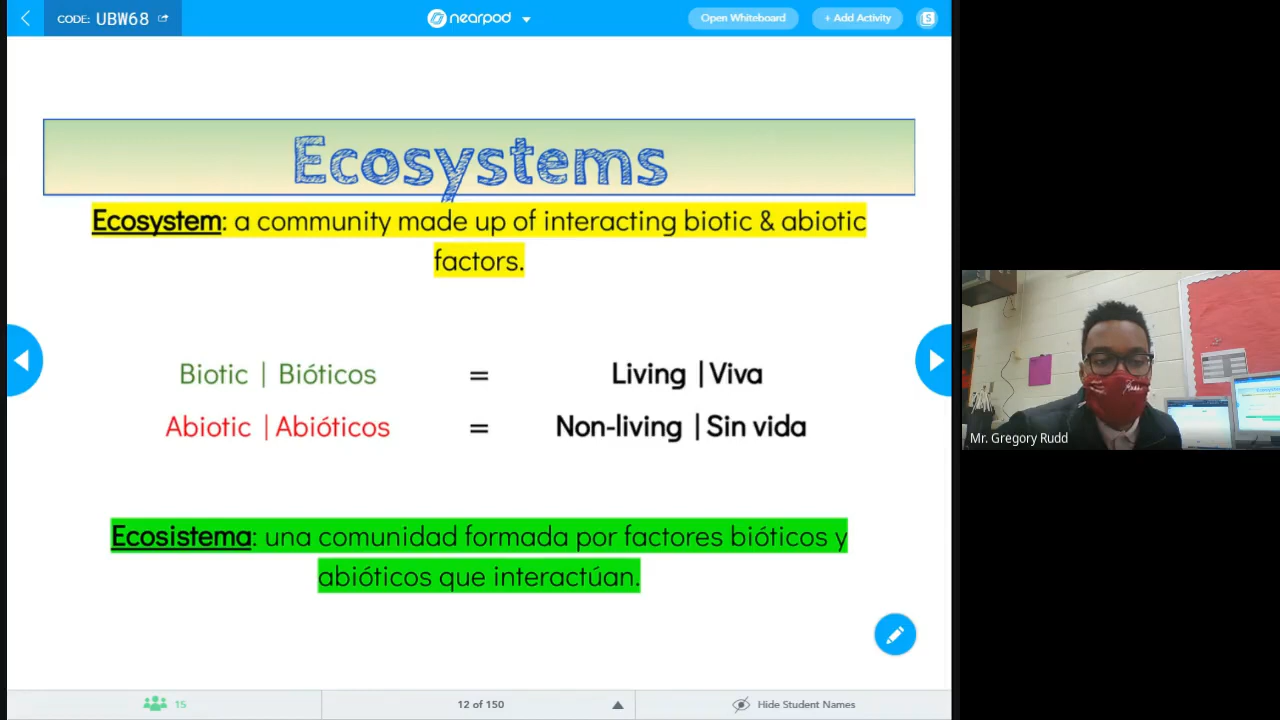 CODE: UBW68
nearpod
Open Whiteboard
+ Add Activity
S
Ecosystems
Ecosystem: a community made up of interacting biotic & abiotic
factors.
Biotic | Bióticos = Living | Viva
Abiotic | Abióticos = Non-living | Sin vida
Ecosistema: una comunidad formada por factores bióticos y
abióticos que interactúan.
15
12 of 150
Hide Student Names
Mr. Gregory Rudd